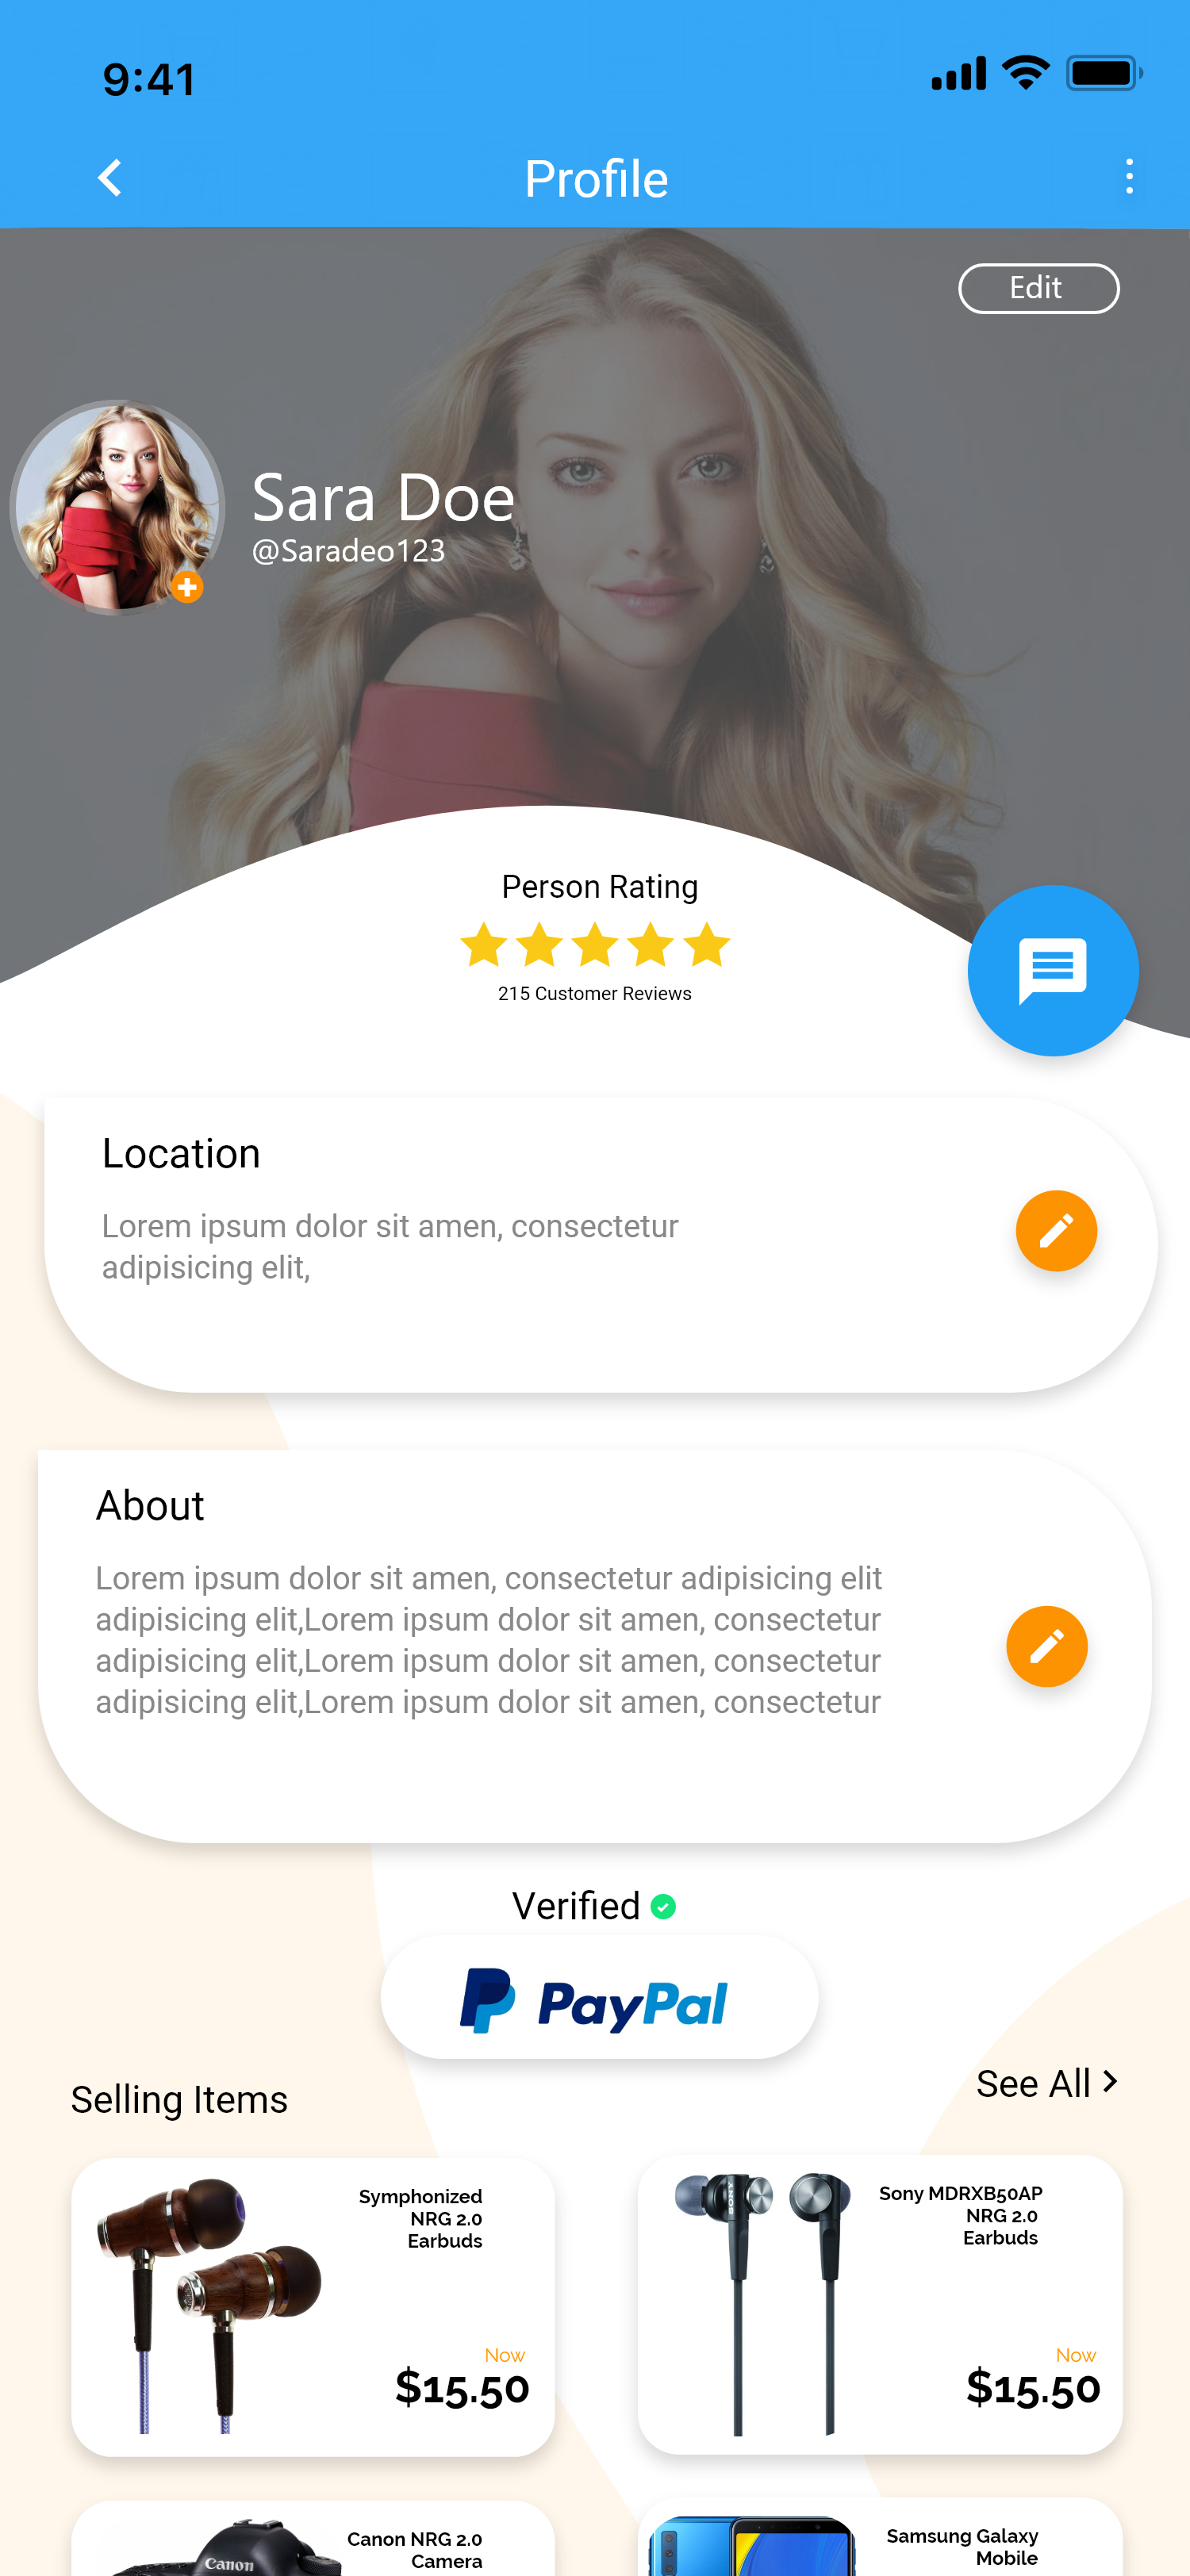 9:41
Profile
Edit
Sara Doe
@Saradeo123
Person Rating
215 Customer Reviews
Location
Lorem ipsum dolor sit amen, consectetur
adipisicing elit,
About
Lorem ipsum dolor sit amen, consectetur adipisicing elit
adipisicing elit,Lorem ipsum dolor sit amen, consectetur
adipisicing elit,Lorem ipsum dolor sit amen, consectetur
adipisicing elit,Lorem ipsum dolor sit amen, consectetur
Verified
PayPal
See All
Selling Items
Symphonized
NRG 2.0
Earbuds
Now
$15.50
SONY
Sony MDRXB50AP
NRG 2.0
Earbuds
Now
$15.50
Canon
Canon NRG 2.0
Camera
Samsung Galaxy
Mobile